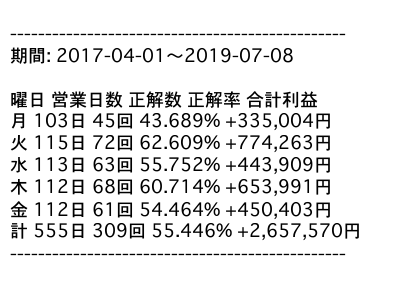 ------------------------------------------------
期間: 2017-04-01〜2019-07-08
曜日 営業日数 正解数 正解率 合計利益
月 103日 45回 43.689% +335,004円
火 115日 72回 62.609% +774,263円
水 113日 63回 55.752% +443,909円
木 112日 68回 60.714% +653,991円
金 112日 61回 54.464% +450,403円
計 555日 309回 55.446% +2,657,570円
------------------------------------------------